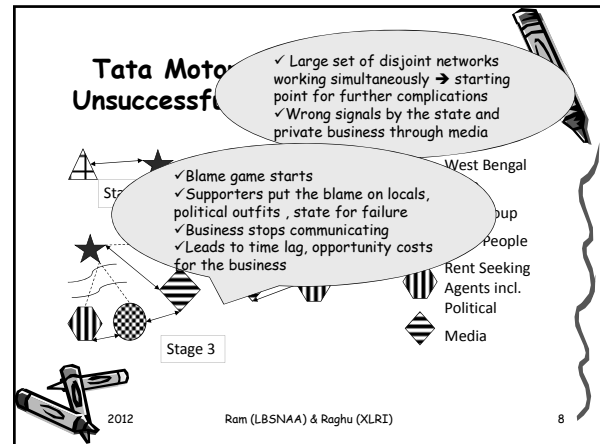 Tata Moto
Unsuccessfu
✓ Large set of disjoint networks
working simultaneously ➔ starting
point for further complications
✓Wrong signals by the state and
private business through media
✓Blame game starts
✓Supporters put the blame on locals,
political outfits , state for failure
✓Business stops communicating
✓Leads to time lag, opportunity costs
for the business
West Bengal
oup
People
Rent Seeking
Agents incl.
Political
Media
Sta
Stage 3
2012
Ram (LBSNAA) & Raghu (XLRI)
8